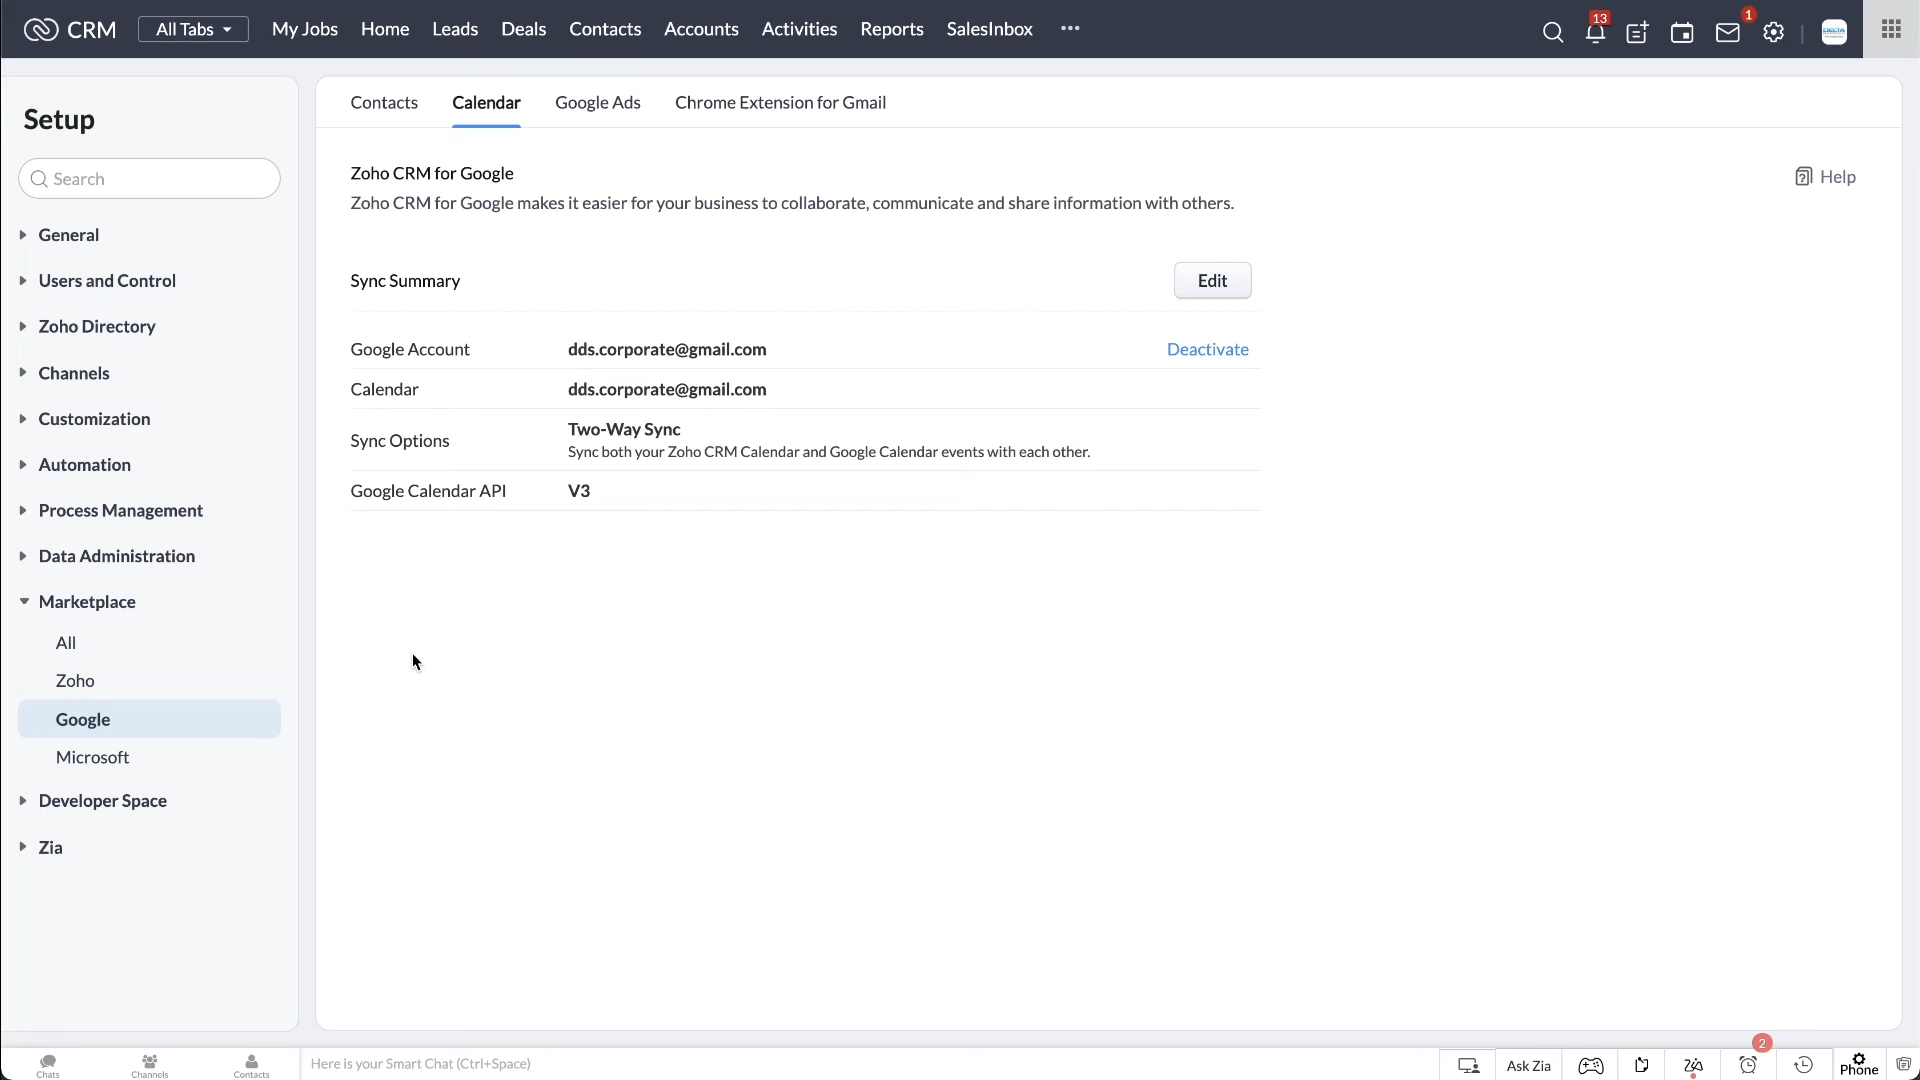 CRM
All Tabs
My Jobs
Home
Leads
Deals
Contacts
Accounts
Activities
Reports
SalesInbox
13
1
DELTA
Setup
Search
General
Users and Control
Zoho Directory
Channels
Customization
Automation
Process Management
Data Administration
Marketplace
All
Zoho
Google
Microsoft
Developer Space
Zia
Contacts
Calendar
Google Ads
Chrome Extension for Gmail
Zoho CRM for Google
Zoho CRM for Google makes it easier for your business to collaborate, communicate and share information with others.
Help
Sync Summary
Edit
Google Account
dds.corporate@gmail.com
Deactivate
Calendar
dds.corporate@gmail.com
Sync Options
Two-Way Sync
Sync both your Zoho CRM Calendar and Google Calendar events with each other.
Google Calendar API
V3
Chats
Channels
Contacts
Here is your Smart Chat (Ctrl+Space)
Ask Zia
2
Phone